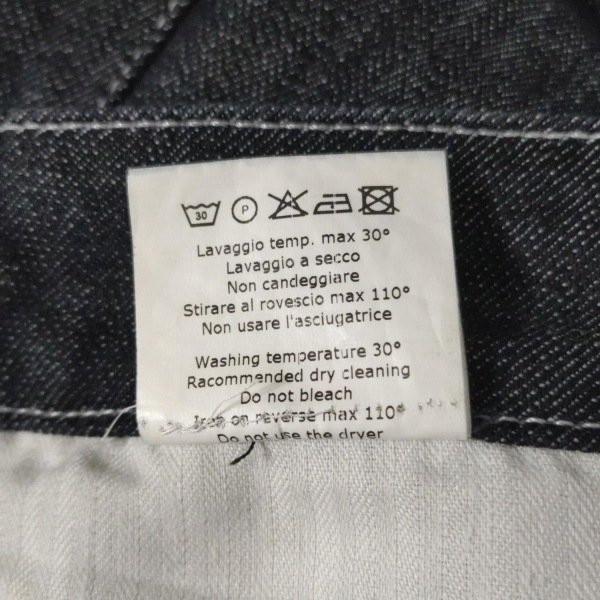 30 P
Lavaggio temp. max 30°
Lavaggio a secco
Non candeggiare
Stirare al rovescio max 110°
Non usare l'asciugatrice
Washing temperature 30°
Racommended dry cleaning
Do not bleach
Iron on reverse max 110°
Do not use the dryer